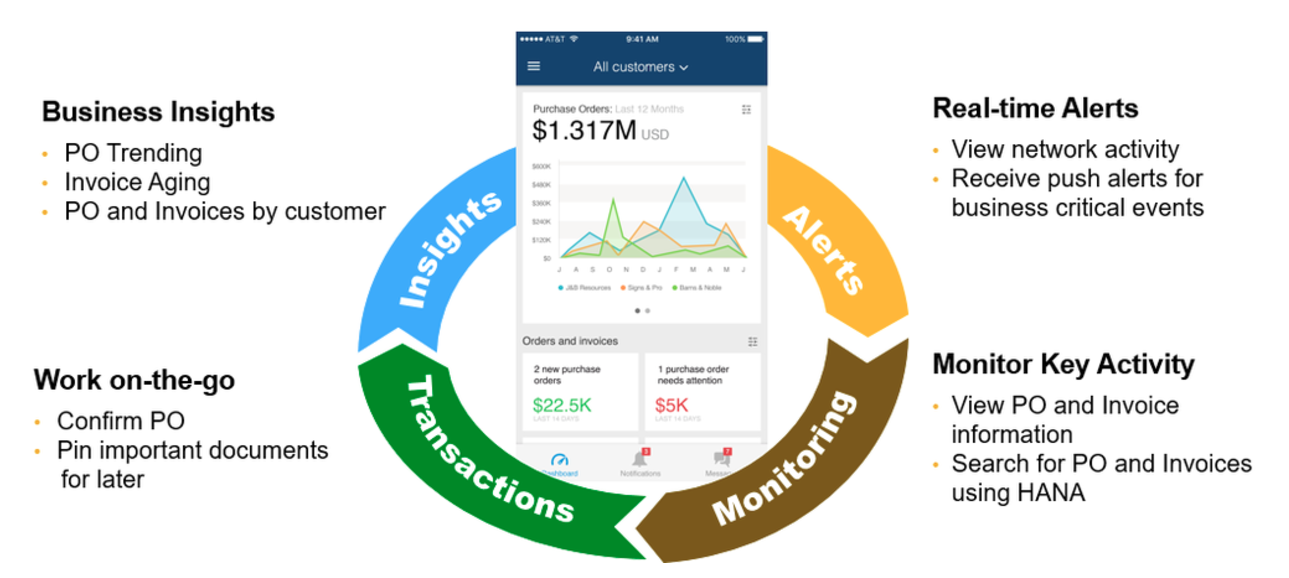 Business Insights
• PO Trending
• Invoice Aging
• PO and Invoices by customer
Work on-the-go
• Confirm PO
• Pin important documents
for later
Insights
Transactions
AT&T
9:41 AM
100%
All customers
Purchase Orders: Last 12 Months
$1.317M USD
$600K
$480K
$360K
$240K
$120K
$0
J A S O N D J F M A M J
J&B Resources Signs & Pro Barns & Noble
Orders and invoices
2 new purchase
orders
$22.5K
LAST 14 DAYS
1 purchase order
needs attention
$5K
LAST 14 DAYS
3
7
Notifications
Alerts
Monitoring
Real-time Alerts
• View network activity
• Receive push alerts for
business critical events
Monitor Key Activity
• View PO and Invoice
information
• Search for PO and Invoices
using HANA